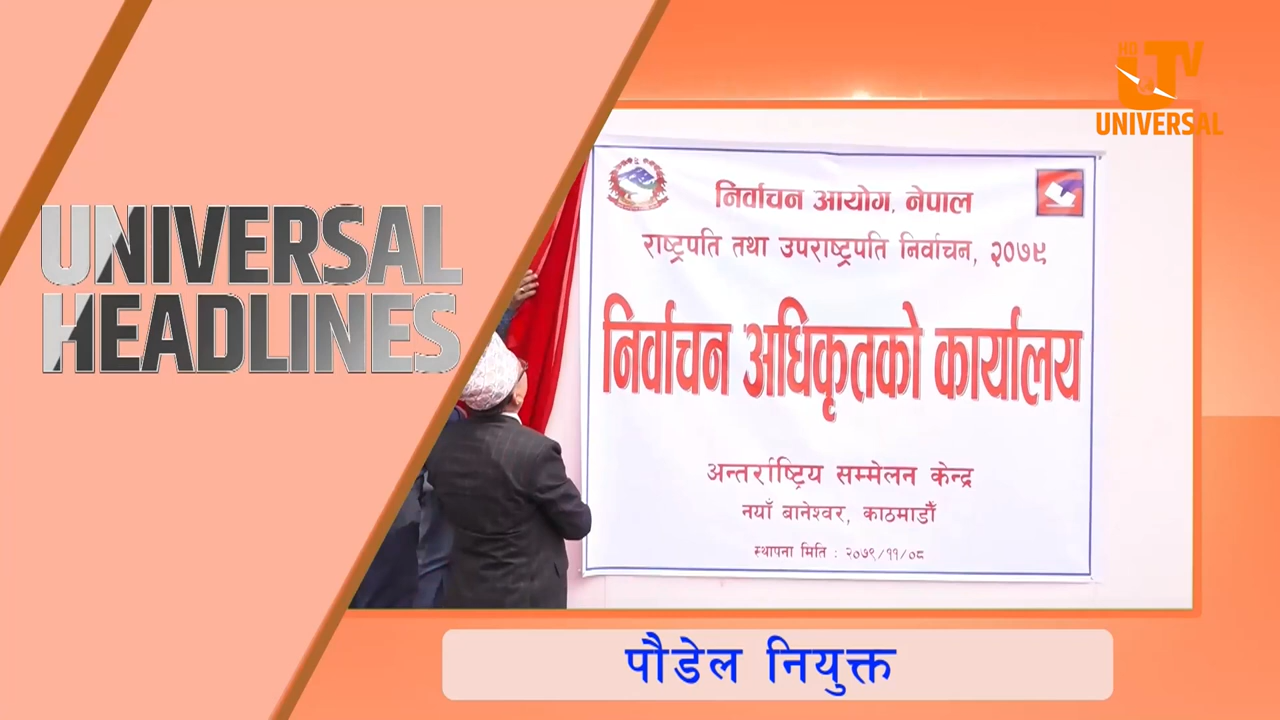 UNIVERSAL
HEADLINES
HD
UTV
UNIVERSAL
निर्वाचन आयोग, नेपाल
राष्ट्रपति तथा उपराष्ट्रपति निर्वाचन, २०७९
निर्वाचन अधिकृतको कार्यालय
अन्तर्राष्ट्रिय सम्मेलन केन्द्र
नयाँ बानेश्वर, काठमाडौँ
स्थापना मिति : २०७९/११/०८
पौडेल नियुक्त